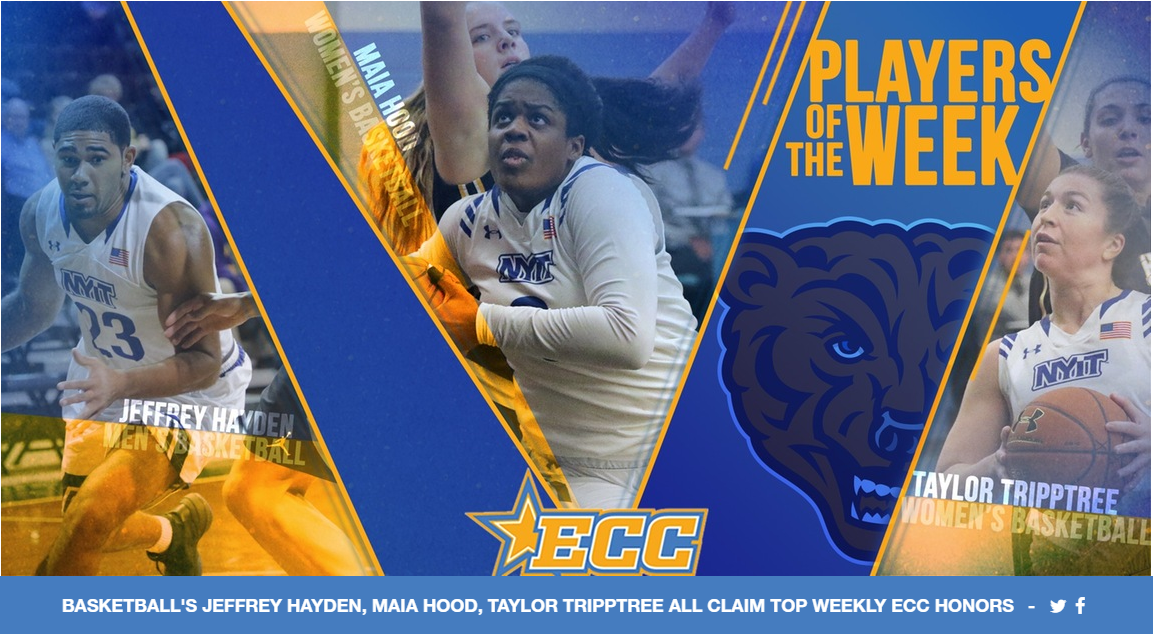 MAIA HOOD
WOMEN'S BASKETBALL
PLAYERS
OF
THE WEEK
NYIT
NYIT
23
JEFFREY HAYDEN
MEN'S BASKETBALL
NYIT
TAYLOR TRIPPTREE
WOMEN'S BASKETBALL
ECC
BASKETBALL'S JEFFREY HAYDEN, MAIA HOOD, TAYLOR TRIPPTREE ALL CLAIM TOP WEEKLY ECC HONORS -